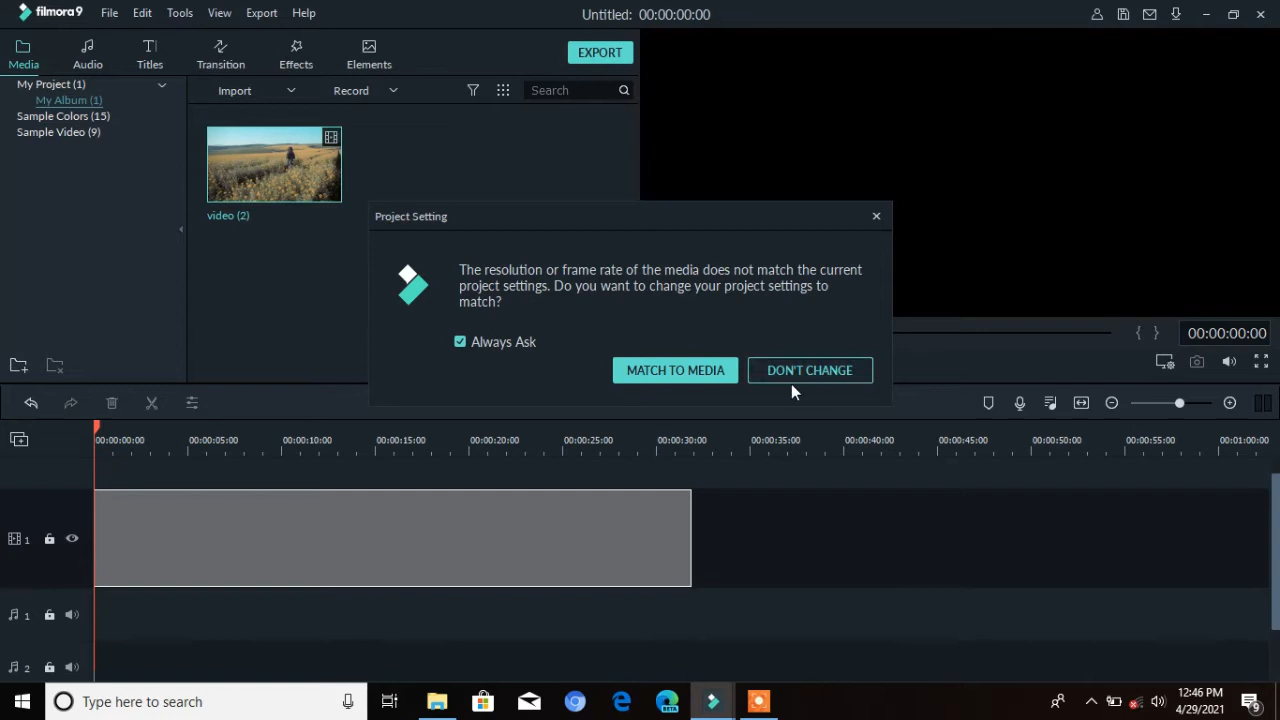 filmora9 File Edit Tools View Export Help Untitled: 00:00:00:00
Media Audio Titles Transition Effects Elements EXPORT
My Project (1) Import Record Search
My Album (1)
Sample Colors (15)
Sample Video (9)
video (2)
Project Setting
The resolution or frame rate of the media does not match the current
project settings. Do you want to change your project settings to
match?
Always Ask
MATCH TO MEDIA DON'T CHANGE
00:00:00:00
00:00:00:00 00:00:05:00 00:00:10:00 00:00:15:00 00:00:20:00 00:00:25:00 00:00:30:00 00:00:35:00 00:00:40:00 00:00:45:00 00:00:50:00 00:00:55:00 00:01:00:00
1
1
2
Type here to search BETA 12:46 PM
4/29/2021 9